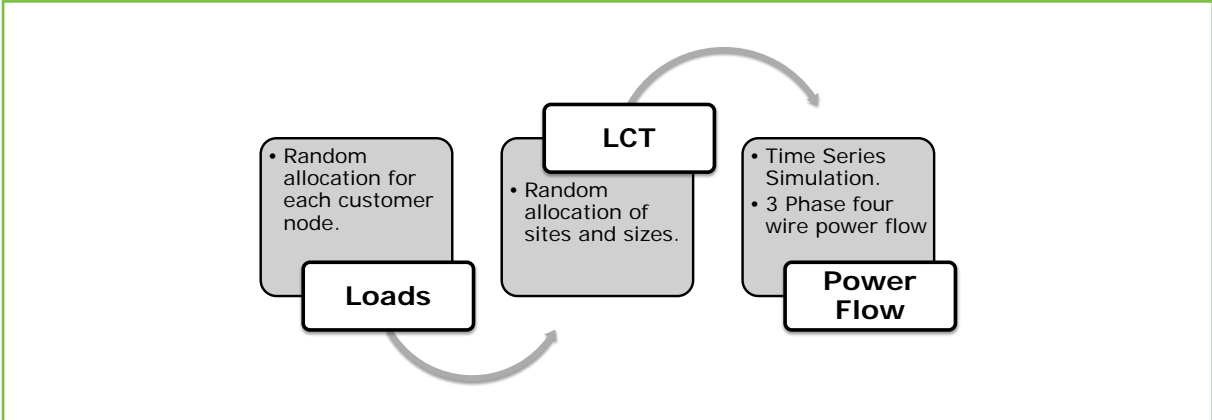 • Random
allocation for
each customer
node.
Loads
LCT
• Random
allocation of
sites and sizes.
• Time Series
Simulation.
• 3 Phase four
wire power flow
Power
Flow